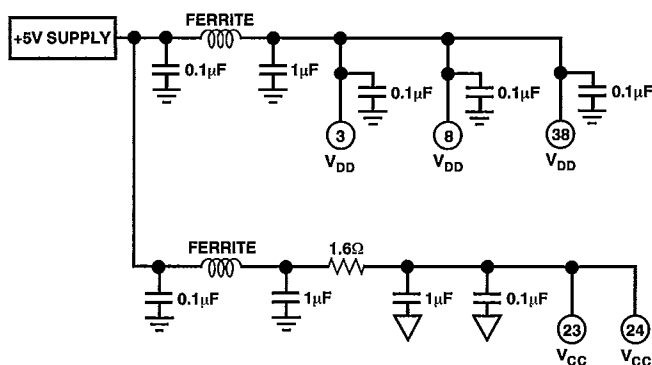 FERRITE
+5V SUPPLY
0.1μF
1μF
0.1μF
0.1μF
0.1μF
3
8
38
VDD
VDD
VDD
FERRITE
1.6Ω
0.1μF
1μF
1μF
0.1μF
23
24
VCC
VCC